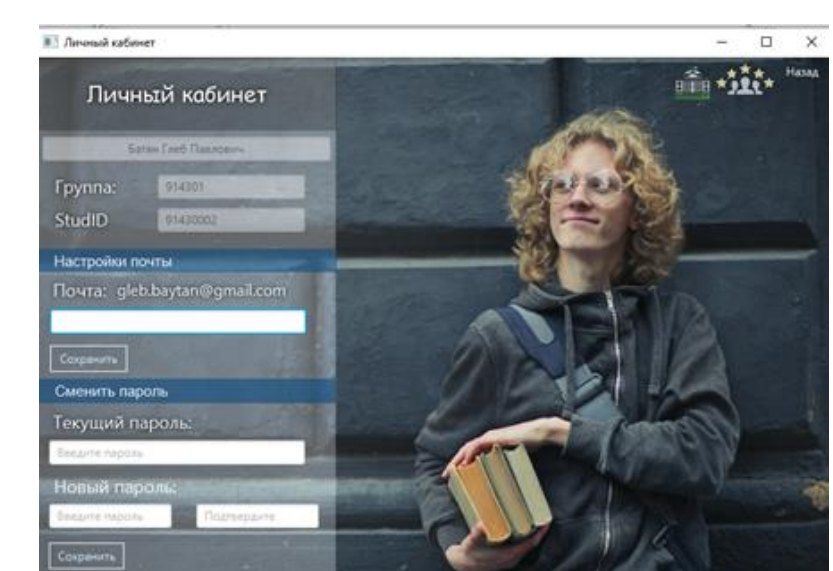 Личный кабинет
Назад
Личный кабинет
Батан Глеб Павлович
Группа: 914301
StudID 91430002
Настройки почты
Почта: gleb.baytan@gmail.com
Сохранить
Сменить пароль
Текущий пароль:
Введите пароль
Новый пароль:
Введите пароль Подтвердите
Сохранить